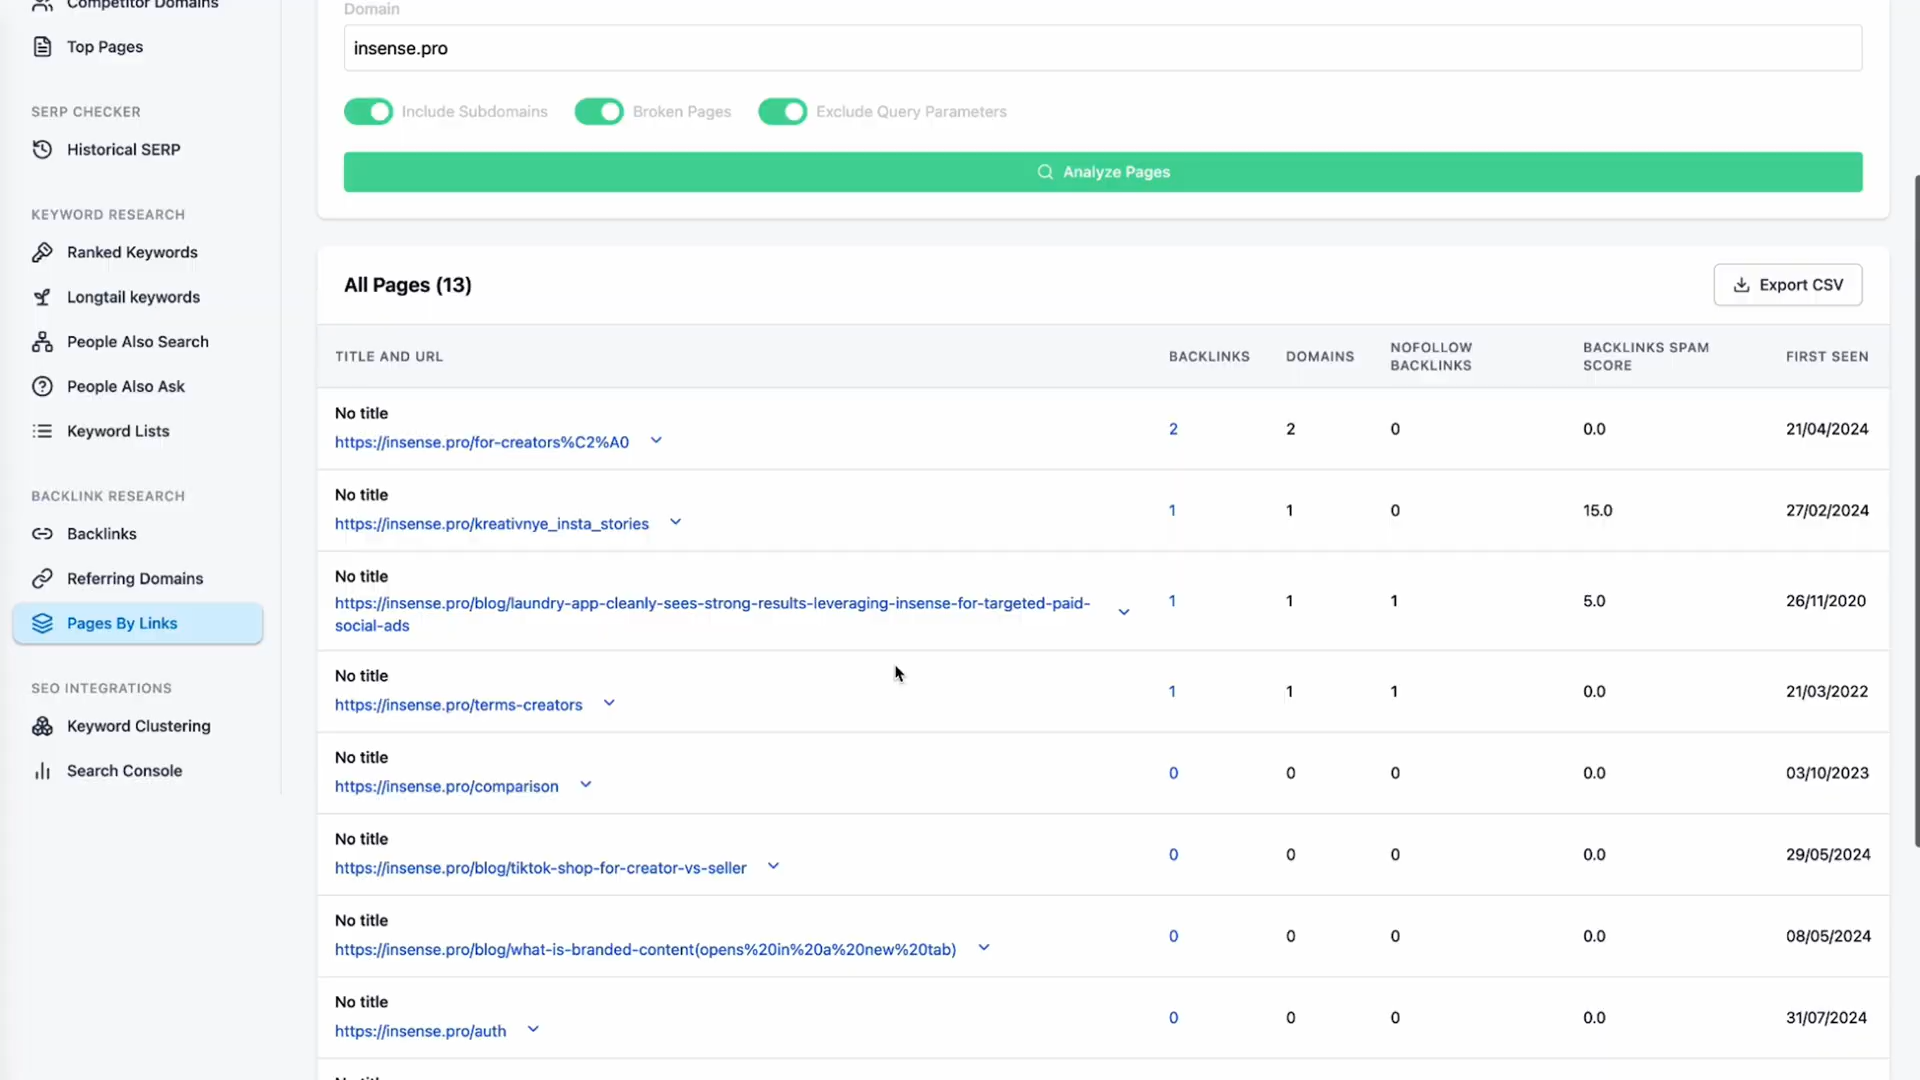 Competitor Domains
Top Pages
SERP CHECKER
Historical SERP
KEYWORD RESEARCH
Ranked Keywords
Longtail keywords
People Also Search
People Also Ask
Keyword Lists
BACKLINK RESEARCH
Backlinks
Referring Domains
Pages By Links
SEO INTEGRATIONS
Keyword Clustering
Search Console
Domain
insense.pro
Include Subdomains Broken Pages Exclude Query Parameters
Analyze Pages
All Pages (13) Export CSV
TITLE AND URL BACKLINKS DOMAINS NOFOLLOW BACKLINKS BACKLINKS SPAM SCORE FIRST SEEN
No title
https://insense.pro/for-creators%C2%A0 2 2 0 0.0 21/04/2024
No title
https://insense.pro/kreativnye_insta_stories 1 1 0 15.0 27/02/2024
No title
https://insense.pro/blog/laundry-app-cleanly-sees-strong-results-leveraging-insense-for-targeted-paid-
social-ads 1 1 1 5.0 26/11/2020
No title
https://insense.pro/terms-creators 1 1 1 0.0 21/03/2022
No title
https://insense.pro/comparison 0 0 0 0.0 03/10/2023
No title
https://insense.pro/blog/tiktok-shop-for-creator-vs-seller 0 0 0 0.0 29/05/2024
No title
https://insense.pro/blog/what-is-branded-content(opens%20in%20a%20new%20tab) 0 0 0 0.0 08/05/2024
No title
https://insense.pro/auth 0 0 0 0.0 31/07/2024